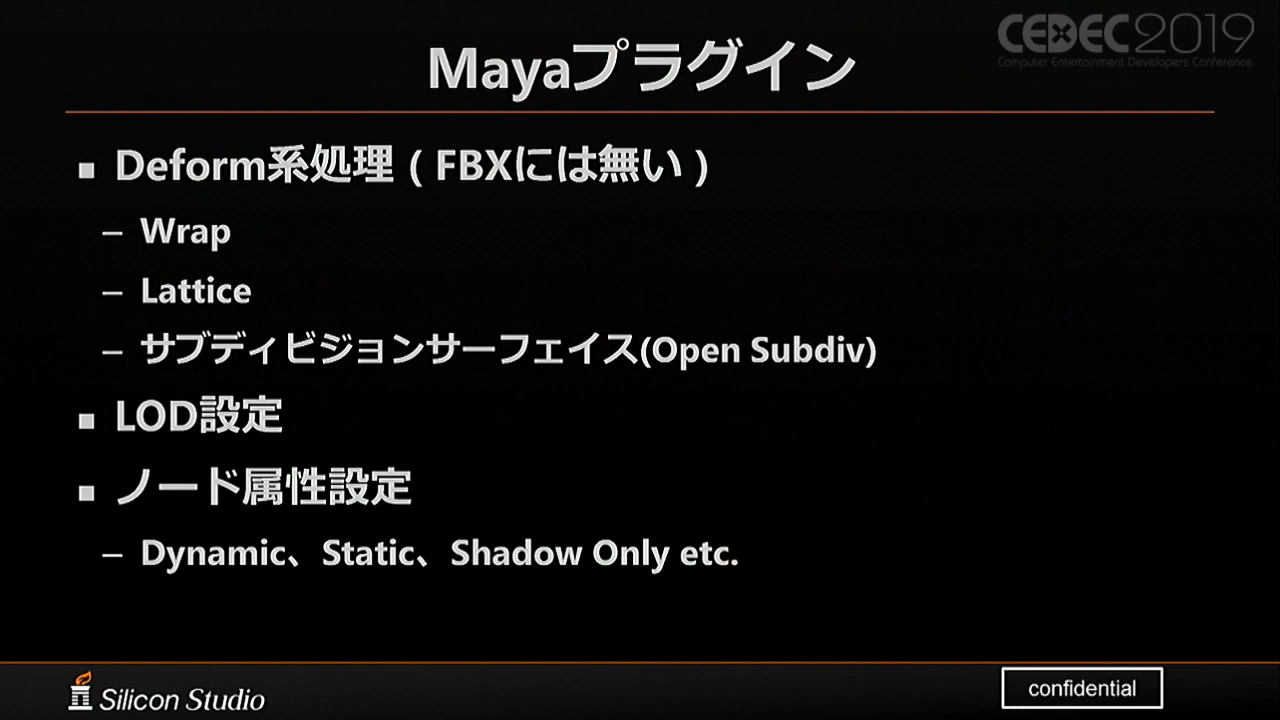 CEDEC2019
Computer Entertainment Developers Conference
Mayaプラグイン
■ Deform系処理 ( FBXには無い )
– Wrap
– Lattice
– サブディビジョンサーフェイス(Open Subdiv)
■ LOD設定
■ ノード属性設定
– Dynamic、Static、Shadow Only etc.
Silicon Studio
confidential